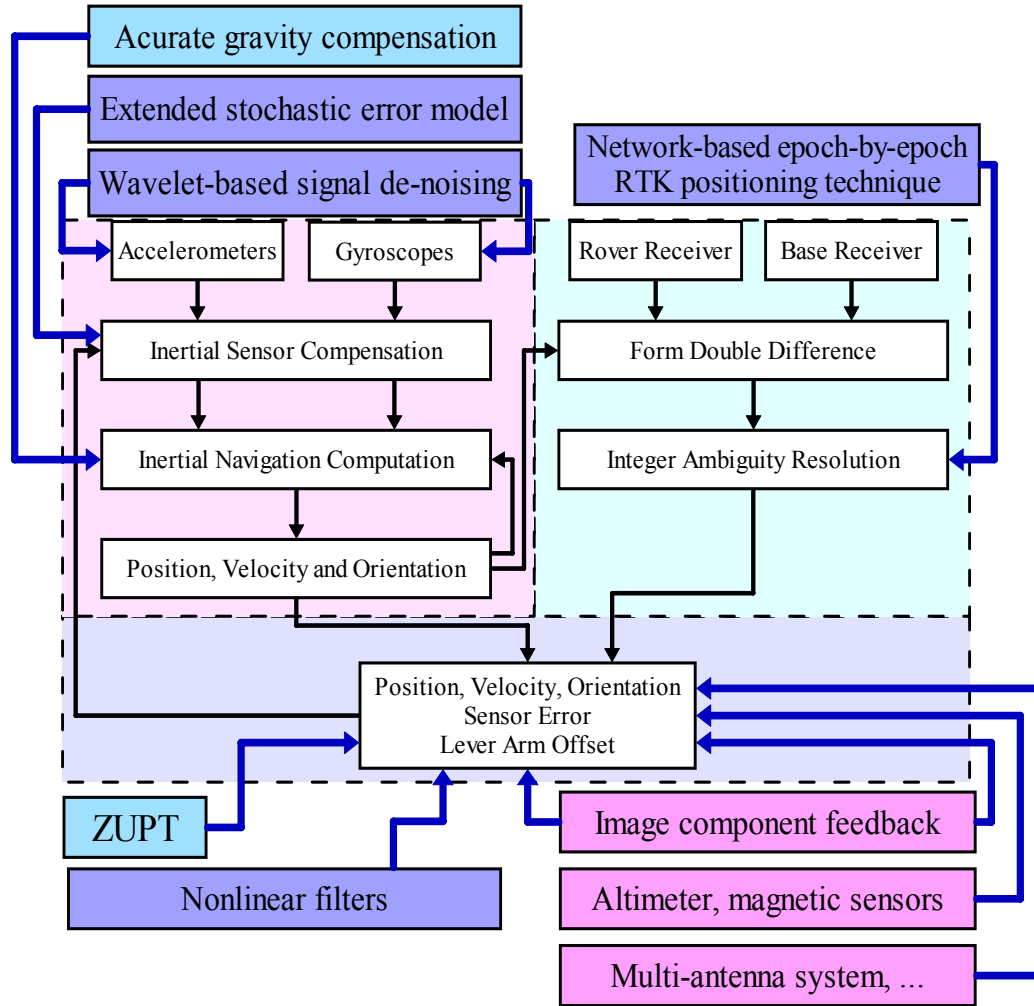 Acurate gravity compensation
Extended stochastic error model
Wavelet-based signal de-noising
Network-based epoch-by-epoch
RTK positioning technique
Accelerometers
Gyroscopes
Rover Receiver
Base Receiver
Inertial Sensor Compensation
Form Double Difference
Inertial Navigation Computation
Integer Ambiguity Resolution
Position, Velocity and Orientation
Position, Velocity, Orientation
Sensor Error
Lever Arm Offset
ZUPT
Image component feedback
Nonlinear filters
Altimeter, magnetic sensors
Multi-antenna system, ...